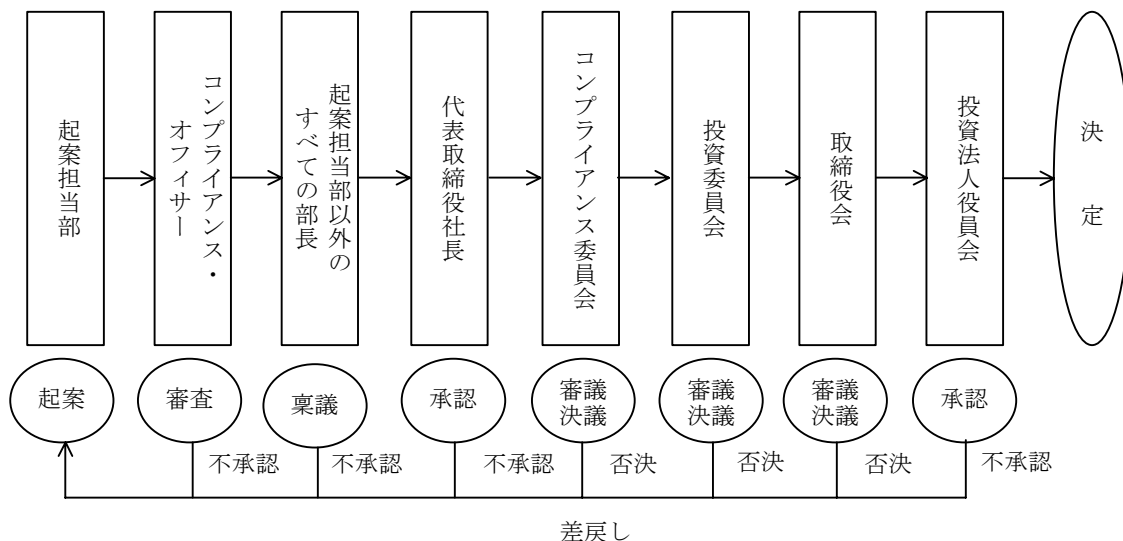 起案担当部
コンプライアンス・
オフィサー
起案担当部以外の
すべての部長
代表取締役社長
コンプライアンス委員会
投資委員会
取締役会
投資法人役員会
決定
起案
審査
稟議
承認
審議
決議
審議
決議
審議
決議
承認
不承認
不承認
不承認
否決
否決
否決
不承認
差戻し